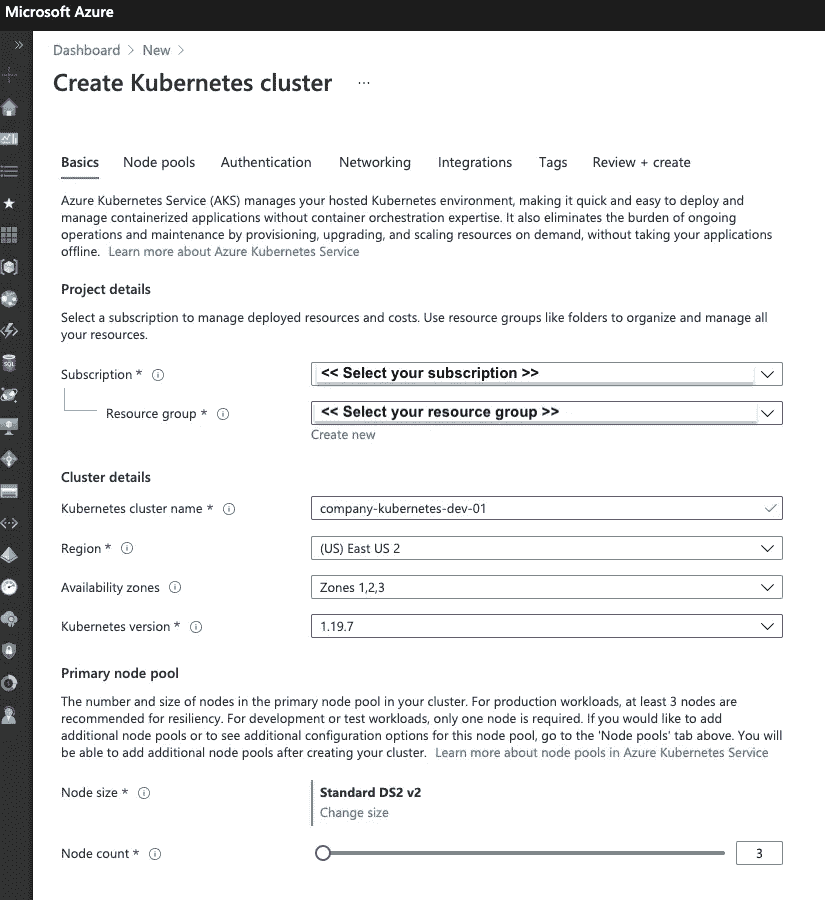 Microsoft Azure
Dashboard > New >
Create Kubernetes cluster ...
Basics Node pools Authentication Networking Integrations Tags Review + create
Azure Kubernetes Service (AKS) manages your hosted Kubernetes environment, making it quick and easy to deploy and
manage containerized applications without container orchestration expertise. It also eliminates the burden of ongoing
operations and maintenance by provisioning, upgrading, and scaling resources on demand, without taking your applications
offline. Learn more about Azure Kubernetes Service
Project details
Select a subscription to manage deployed resources and costs. Use resource groups like folders to organize and manage all
your resources.
Subscription * << Select your subscription >>
Resource group * << Select your resource group >>
Create new
Cluster details
Kubernetes cluster name * company-kubernetes-dev-01
Region * (US) East US 2
Availability zones Zones 1,2,3
Kubernetes version * 1.19.7
Primary node pool
The number and size of nodes in the primary node pool in your cluster. For production workloads, at least 3 nodes are
recommended for resiliency. For development or test workloads, only one node is required. If you would like to add
additional node pools or to see additional configuration options for this node pool, go to the 'Node pools' tab above. You will
be able to add additional node pools after creating your cluster. Learn more about node pools in Azure Kubernetes Service
Node size * Standard DS2 v2
Change size
Node count * 3